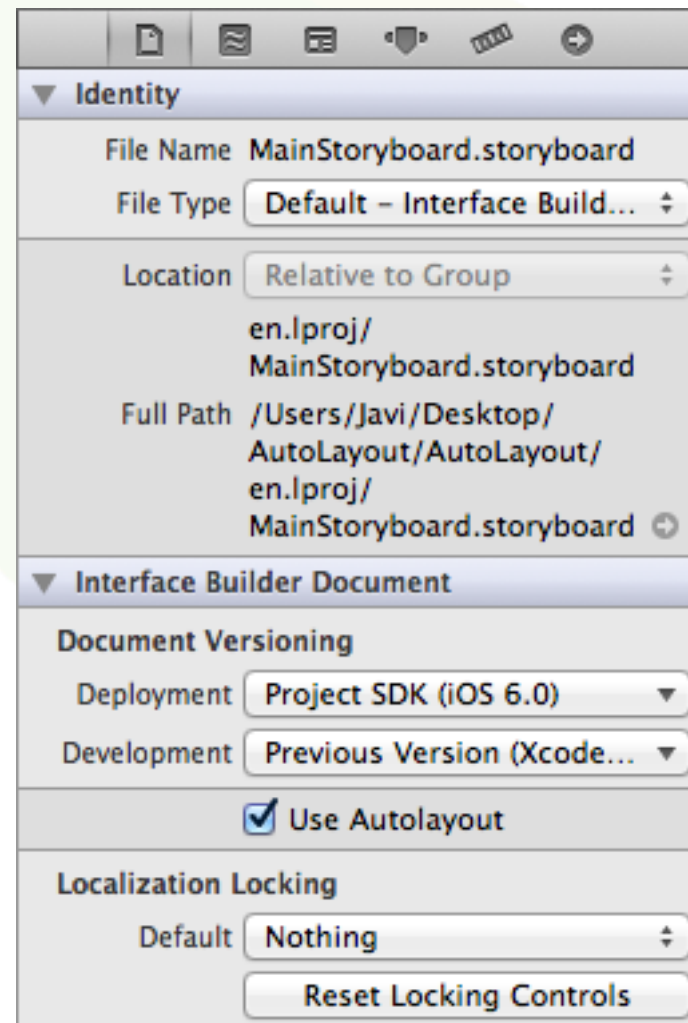 Identity
File Name MainStoryboard.storyboard
File Type Default – Interface Build...
Location Relative to Group
en.lproj/
MainStoryboard.storyboard
Full Path /Users/Javi/Desktop/
AutoLayout/AutoLayout/
en.lproj/
MainStoryboard.storyboard
Interface Builder Document
Document Versioning
Deployment Project SDK (iOS 6.0)
Development Previous Version (Xcode...
Use Autolayout
Localization Locking
Default Nothing
Reset Locking Controls